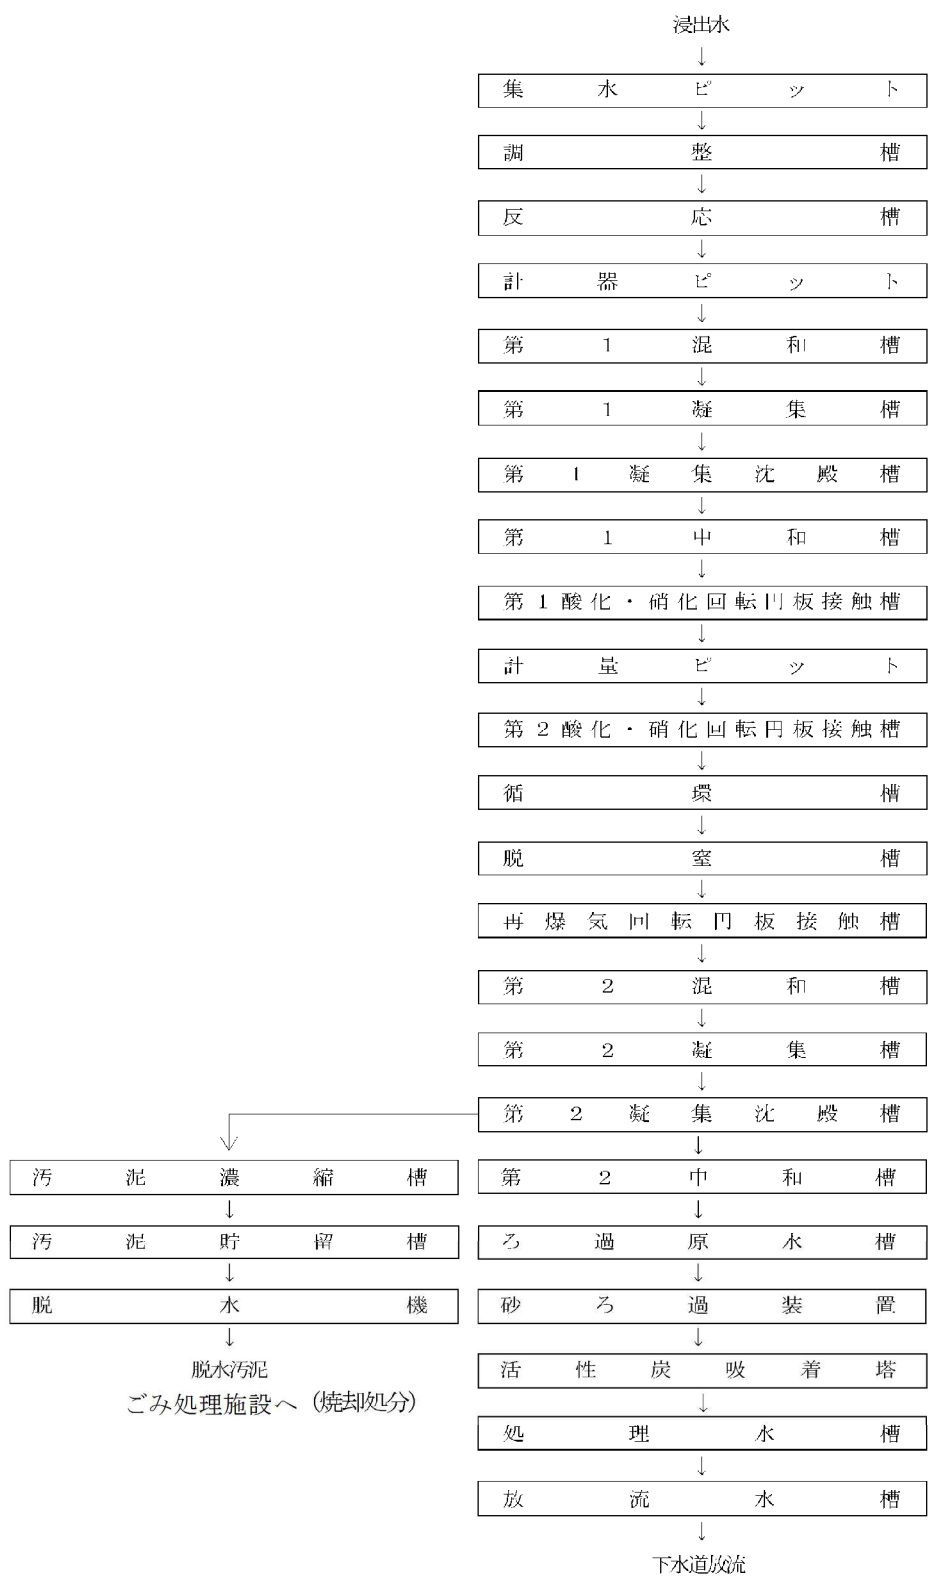 浸出水
↓
集水ピット
↓
調整槽
↓
反応槽
↓
計器ピット
↓
第1混和槽
↓
第1凝集槽
↓
第1凝集沈殿槽
↓
第1中和槽
↓
第1酸化・硝化回転円板接触槽
↓
計量ピット
↓
第2酸化・硝化回転円板接触槽
↓
循環槽
↓
脱窒槽
↓
再爆気回転円板接触槽
↓
第2混和槽
↓
第2凝集槽
↓
第2凝集沈殿槽
↓
第2中和槽
↓
ろ過原水槽
↓
砂ろ過装置
↓
活性炭吸着塔
↓
処理水槽
↓
放流水槽
↓
下水道放流
汚泥濃縮槽
↓
汚泥貯留槽
↓
脱水機
↓
脱水汚泥
ごみ処理施設へ(焼却処分)